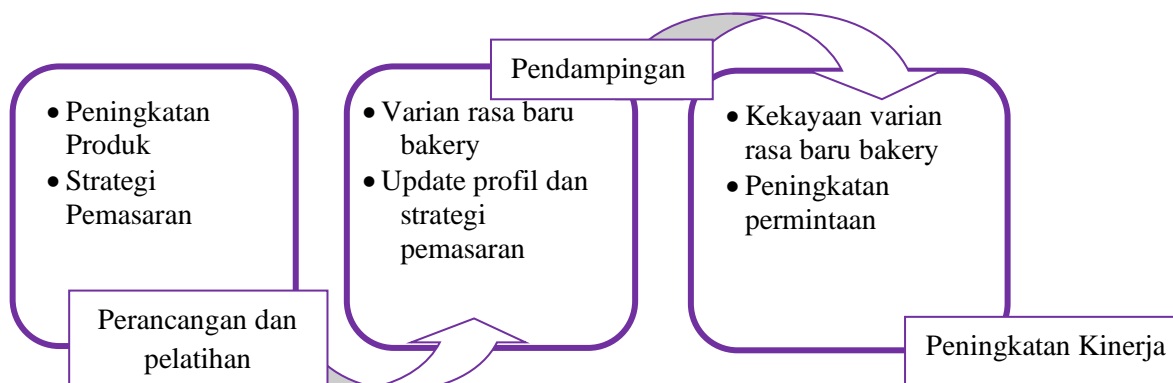 • Peningkatan
Produk
• Strategi
Pemasaran
Perancangan dan
pelatihan
Pendampingan
• Varian rasa baru
bakery
• Update profil dan
strategi
pemasaran
• Kekayaan varian
rasa baru bakery
• Peningkatan
permintaan
Peningkatan Kinerja